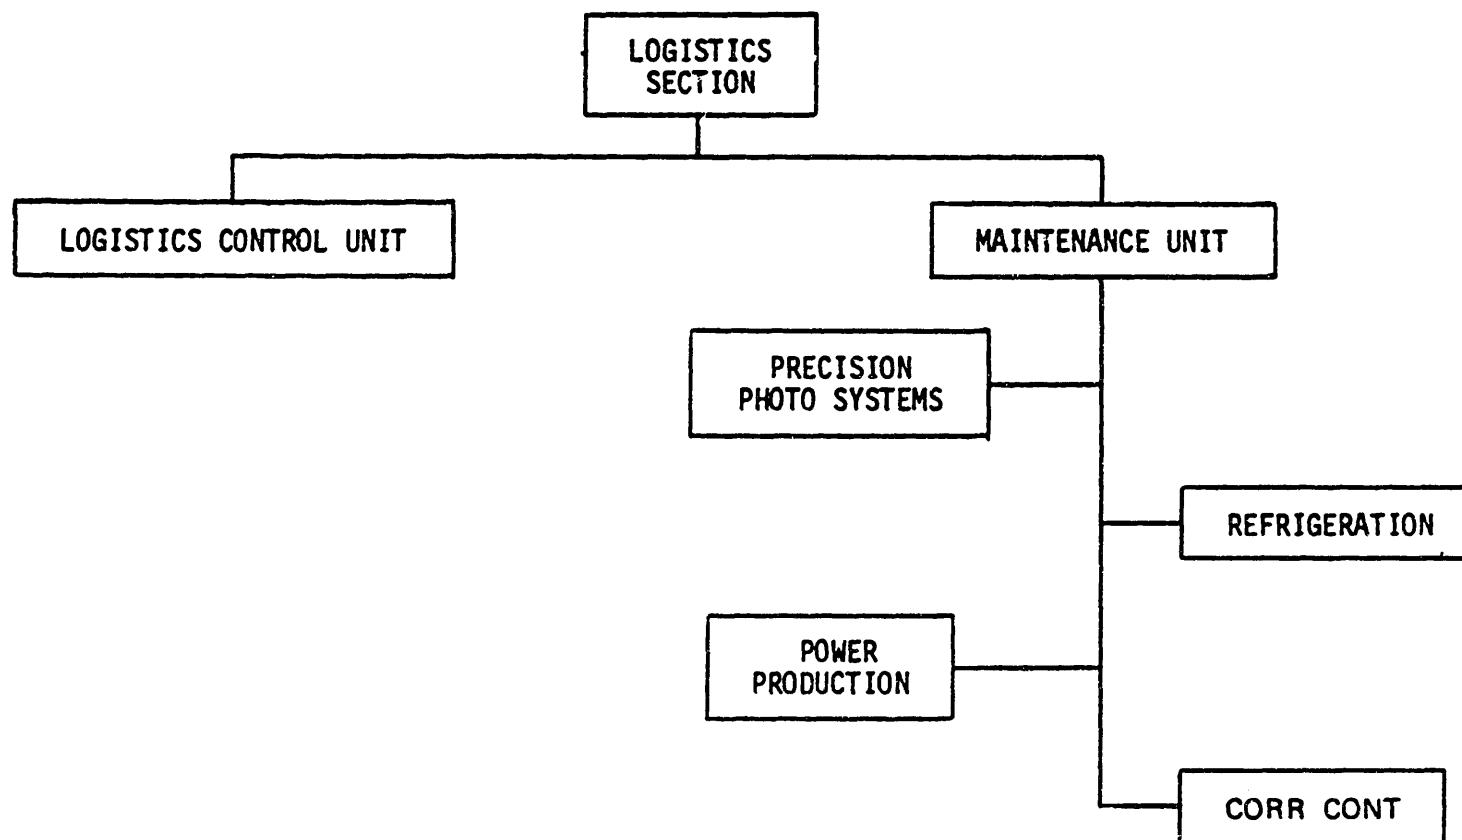 LOGISTICS
SECTION
LOGISTICS CONTROL UNIT
MAINTENANCE UNIT
PRECISION
PHOTO SYSTEMS
REFRIGERATION
POWER
PRODUCTION
CORR CONT